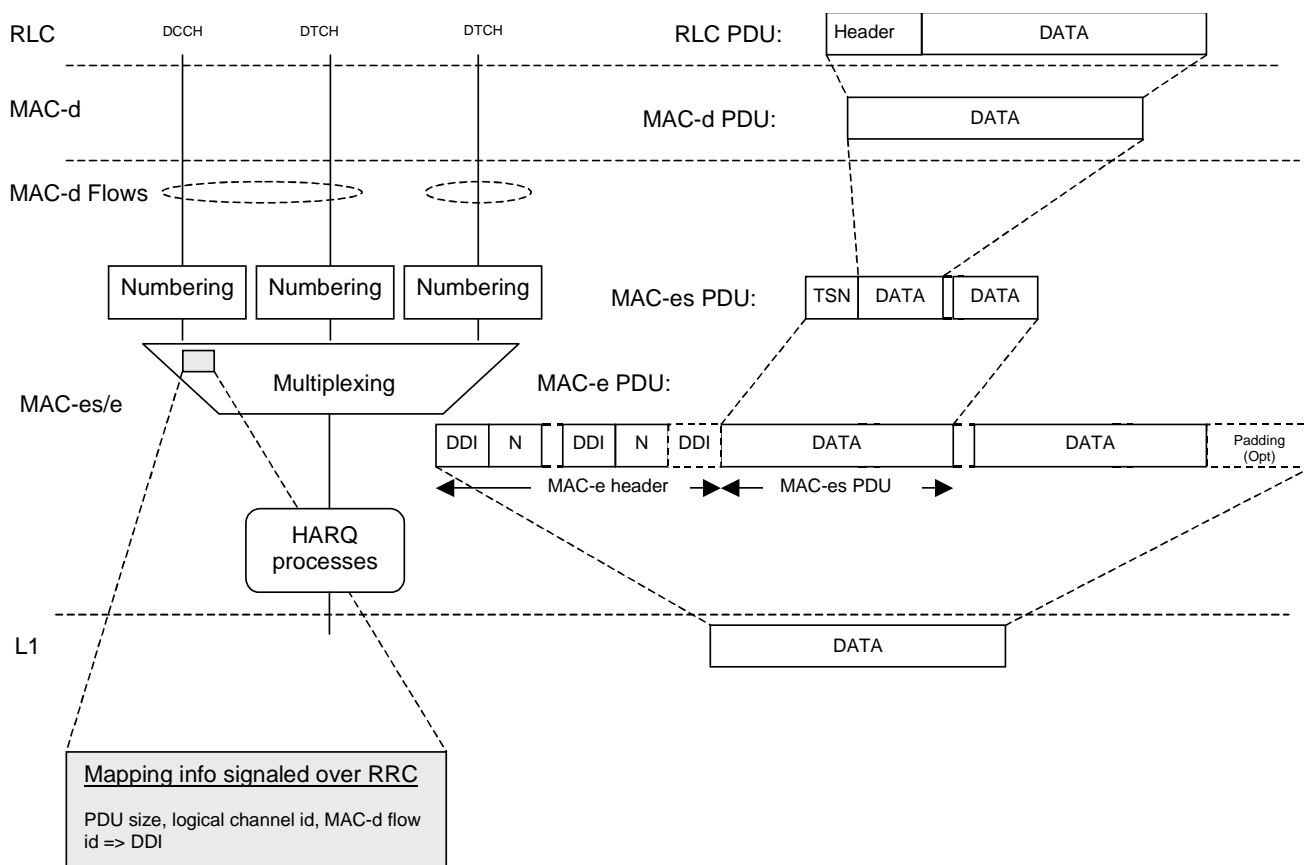 RLC
DCCH
DTCH
DTCH
RLC PDU:
Header
DATA
MAC-d
MAC-d PDU:
DATA
MAC-d Flows
Numbering
Numbering
Numbering
MAC-es PDU:
TSN
DATA
DATA
Multiplexing
MAC-e PDU:
MAC-es/e
DDI
N
DDI
N
DDI
DATA
DATA
Padding
(Opt)
MAC-e header
MAC-es PDU
HARQ
processes
L1
DATA
Mapping info signaled over RRC
PDU size, logical channel id, MAC-d flow
id => DDI